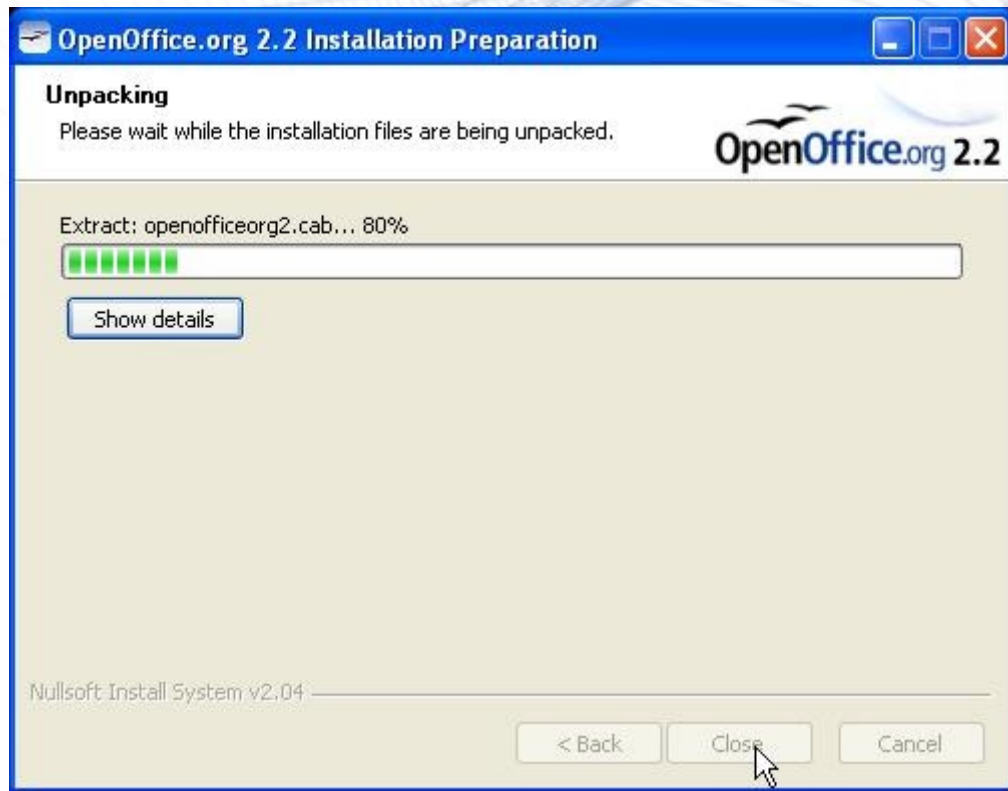 OpenOffice.org 2.2 Installation Preparation
Unpacking
Please wait while the installation files are being unpacked.
OpenOffice.org 2.2
Extract: openofficeorg2.cab... 80%
Show details
Nullsoft Install System v2.04
< Back Close Cancel